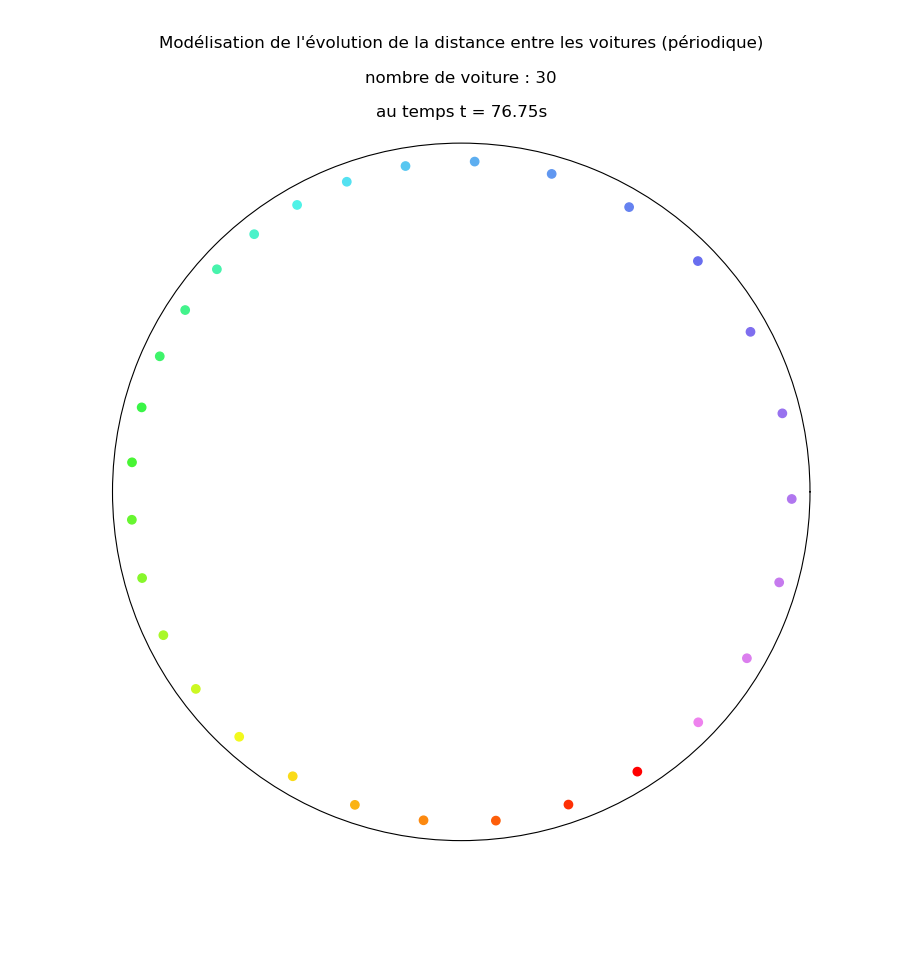 Modélisation de l'évolution de la distance entre les voitures (périodique)
nombre de voiture : 30
au temps t = 76.75s